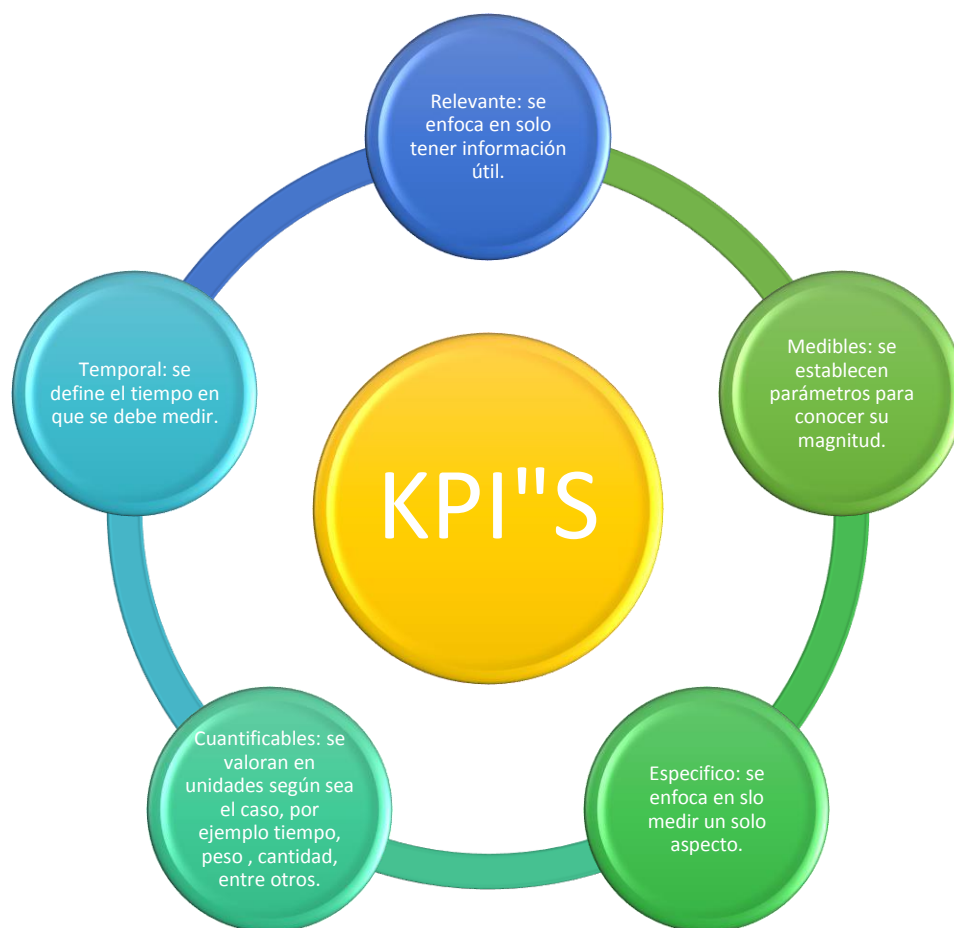 Relevante: se
enfoca en solo
tener información
útil.
Medibles: se
establecen
parámetros para
conocer su
magnitud.
Temporal: se
define el tiempo en
que se debe medir.
KPI"S
Cuantificables: se
valoran en
unidades según sea
el caso, por
ejemplo tiempo,
peso , cantidad,
entre otros.
Especifico: se
enfoca en slo
medir un solo
aspecto.